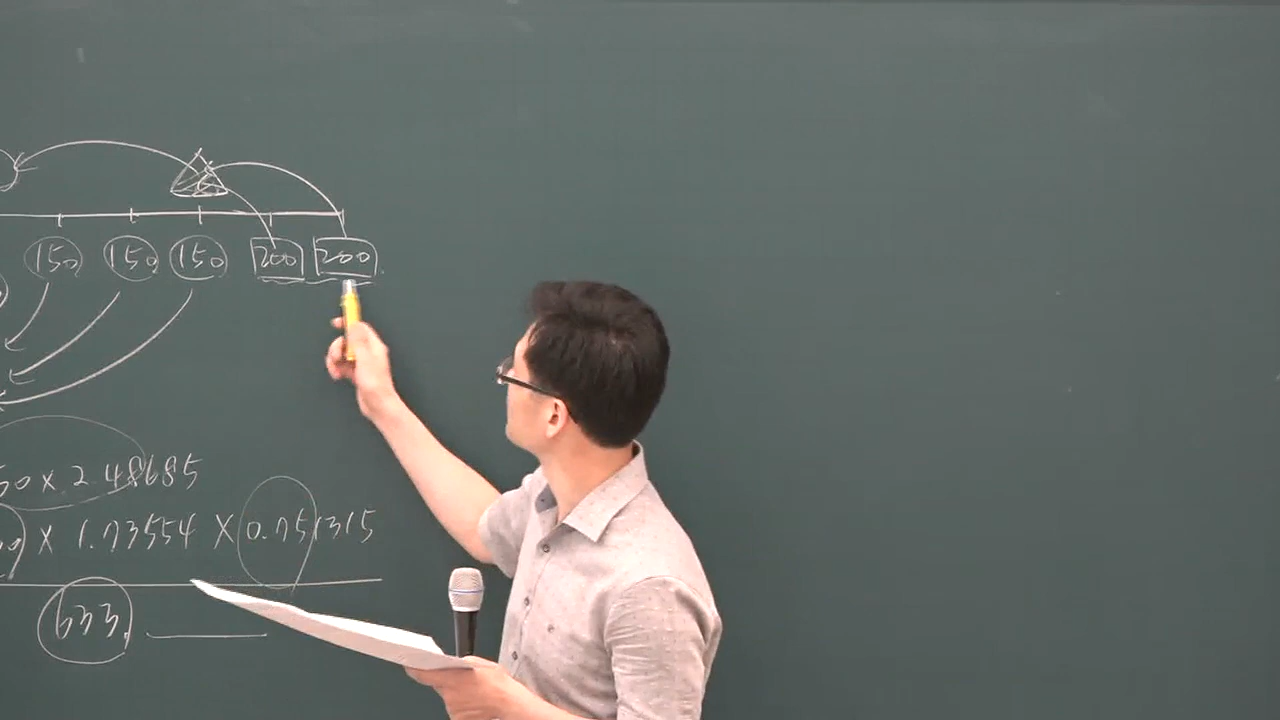 150 150 150 200 200
50 × 2.48685
× 1.73554 × 0.751315
633.